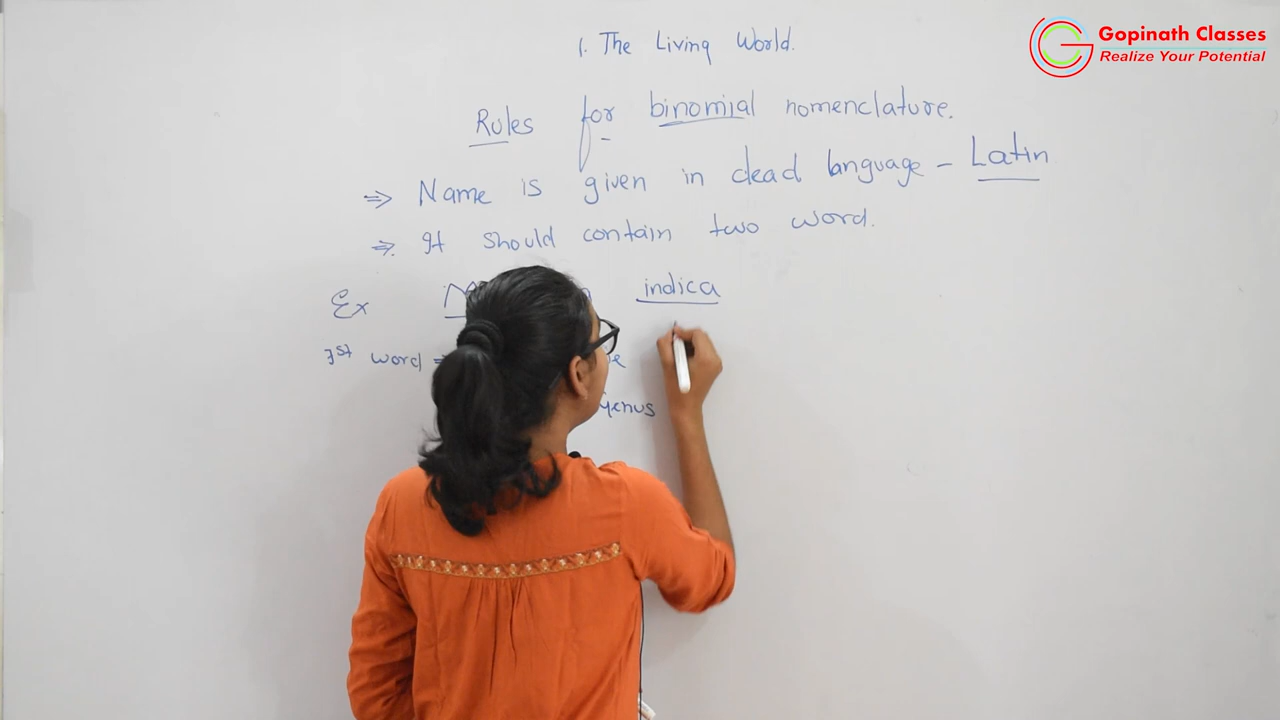 Gopinath Classes
Realize Your Potential
1. The Living World.
Rules for binomial nomenclature.
⇒ Name is given in dead language - Latin
⇒ It should contain two word.
Ex indica
1st word
Genus